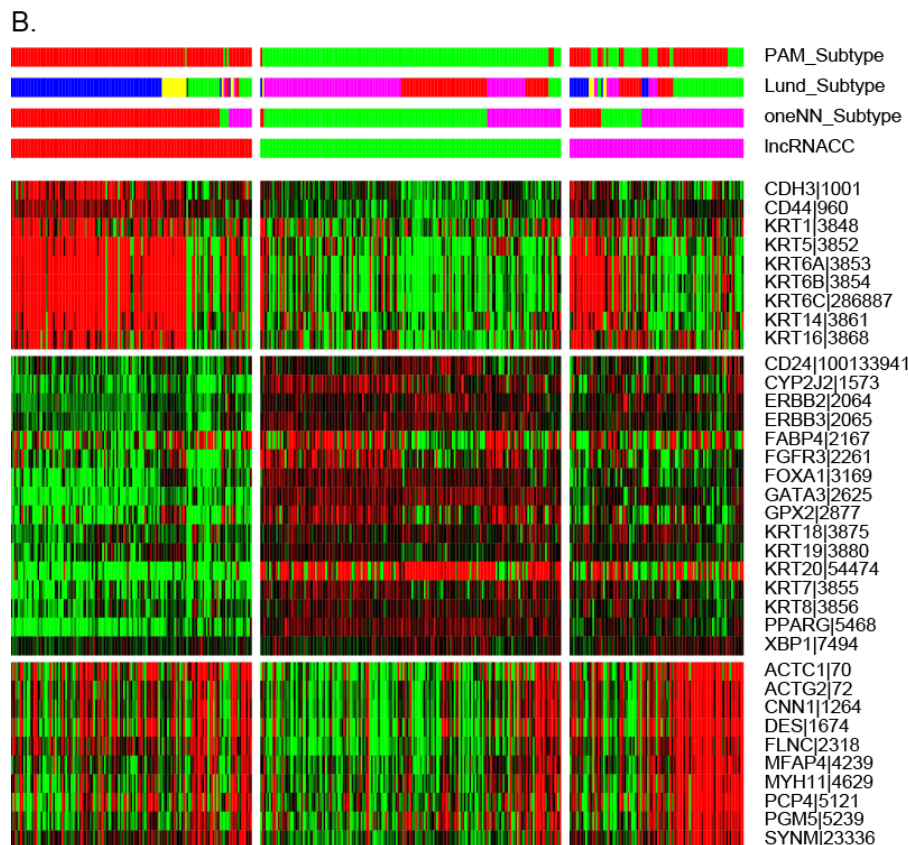 B.
PAM_Subtype
Lund_Subtype
oneNN_Subtype
lncRNACC
CDH3|1001
CD44|960
KRT1|3848
KRT5|3852
KRT6A|3853
KRT6B|3854
KRT6C|286887
KRT14|3861
KRT16|3868
CD24|100133941
CYP2J2|1573
ERBB2|2064
ERBB3|2065
FABP4|2167
FGFR3|2261
FOXA1|3169
GATA3|2625
GPX2|2877
KRT18|3875
KRT19|3880
KRT20|54474
KRT7|3855
KRT8|3856
PPARG|5468
XBP1|7494
ACTC1|70
ACTG2|72
CNN1|1264
DES|1674
FLNC|2318
MFAP4|4239
MYH11|4629
PCP4|5121
PGM5|5239
SYNM|23336